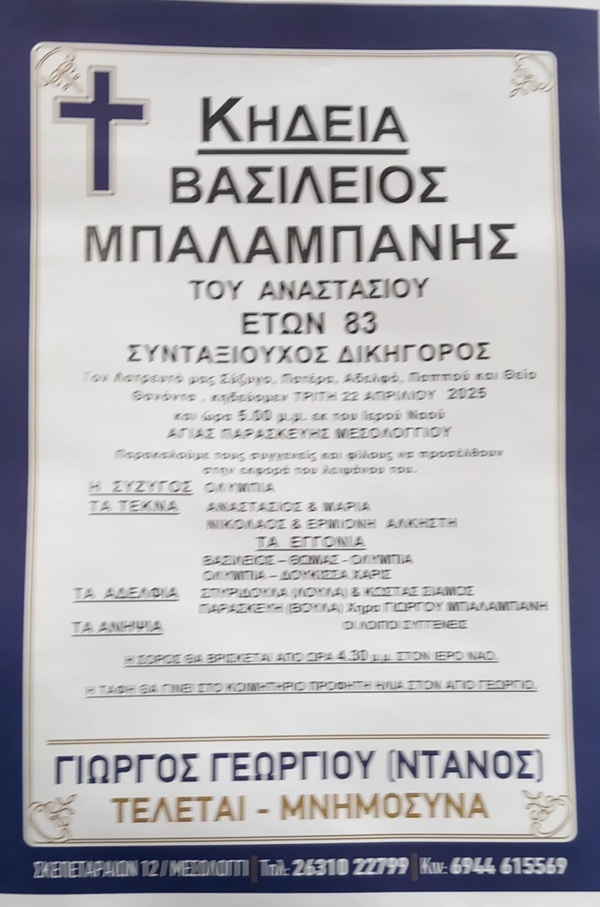 ΚΗΔΕΙΑ
ΒΑΣΙΛΕΙΟΣ
ΜΠΑΛΑΜΠΑΝΗΣ
ΤΟΥ ΑΝΑΣΤΑΣΙΟΥ
ΕΤΩΝ 83
ΣΥΝΤΑΞΙΟΥΧΟΣ ΔΙΚΗΓΟΡΟΣ
Τον Λατρευτό μας Σύζυγο, Πατέρα, Αδελφό, Παππού και Θείο
Θανόντα , κηδεύομεν ΤΡΙΤΗ 22 ΑΠΡΙΛΙΟΥ 2025
και ώρα 5.00 μ.μ. εκ του Ιερού Ναού
ΑΓΙΑΣ ΠΑΡΑΣΚΕΥΗΣ ΜΕΣΟΛΟΓΓΙΟΥ
Παρακαλούμε τους συγγενείς και φίλους να προσέλθουν
στην εκφορά του λειψάνου του.
Η ΣΥΖΥΓΟΣ ΟΛΥΜΠΙΑ
ΤΑ ΤΕΚΝΑ ΑΝΑΣΤΑΣΙΟΣ & ΜΑΡΙΑ
ΝΙΚΟΛΑΟΣ & ΕΡΜΙΟΝΗ ΑΛΚΗΣΤΗ
ΤΑ ΕΓΓΟΝΙΑ
ΒΑΣΙΛΕΙΟΣ – ΘΩΜΑΣ - ΟΛΥΜΠΙΑ
ΟΛΥΜΠΙΑ – ΔΟΥΚΙΣΣΑ ΧΑΡΙΣ
ΤΑ ΑΔΕΛΦΙΑ ΣΠΥΡΙΔΟΥΛΑ (ΛΟΥΛΑ) & ΚΩΣΤΑΣ ΣΙΑΜΟΣ
ΠΑΡΑΣΚΕΥΗ (ΒΟΥΛΑ) Χηρα ΓΙΩΡΓΟΥ ΜΠΑΛΑΜΠΑΝΗ
ΤΑ ΑΝΗΨΙΑ ΟΙ ΛΟΙΠΟΙ ΣΥΓΓΕΝΕΙΣ
Η ΣΟΡΟΣ ΘΑ ΒΡΙΣΚΕΤΑΙ ΑΠΟ ΩΡΑ 4.30 μ.μ. ΣΤΟΝ ΙΕΡΟ ΝΑΟ.
Η ΤΑΦΗ ΘΑ ΓΙΝΕΙ ΣΤΟ ΚΟΙΜΗΤΗΡΙΟ ΠΡΟΦΗΤΗ ΗΛΙΑ ΣΤΟΝ ΑΓΙΟ ΓΕΩΡΓΙΟ.
ΓΙΩΡΓΟΣ ΓΕΩΡΓΙΟΥ (ΝΤΑΝΟΣ)
ΤΕΛΕΤΑΙ - ΜΝΗΜΟΣΥΝΑ
ΣΚΕΠΕΤΑΡΑΙΩΝ 12 / ΜΕΣΟΛΟΓΓΙ | Τηλ: 26310 22799 | Κιν: 6944 615569